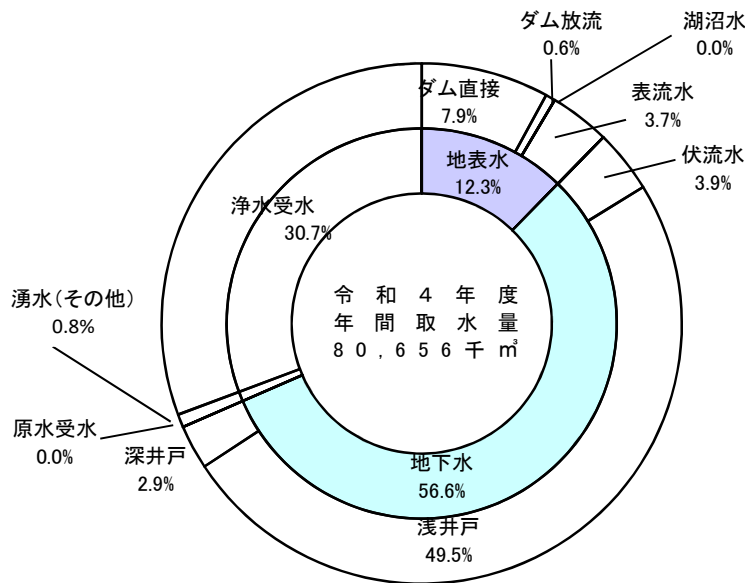 ダム放流
0.6%
湖沼水
0.0%
ダム直接
7.9%
表流水
3.7%
伏流水
3.9%
地表水
12.3%
浄水受水
30.7%
令和4年度
年間取水量
80,656千㎥
湧水(その他)
0.8%
原水受水
0.0%
深井戸
2.9%
地下水
56.6%
浅井戸
49.5%